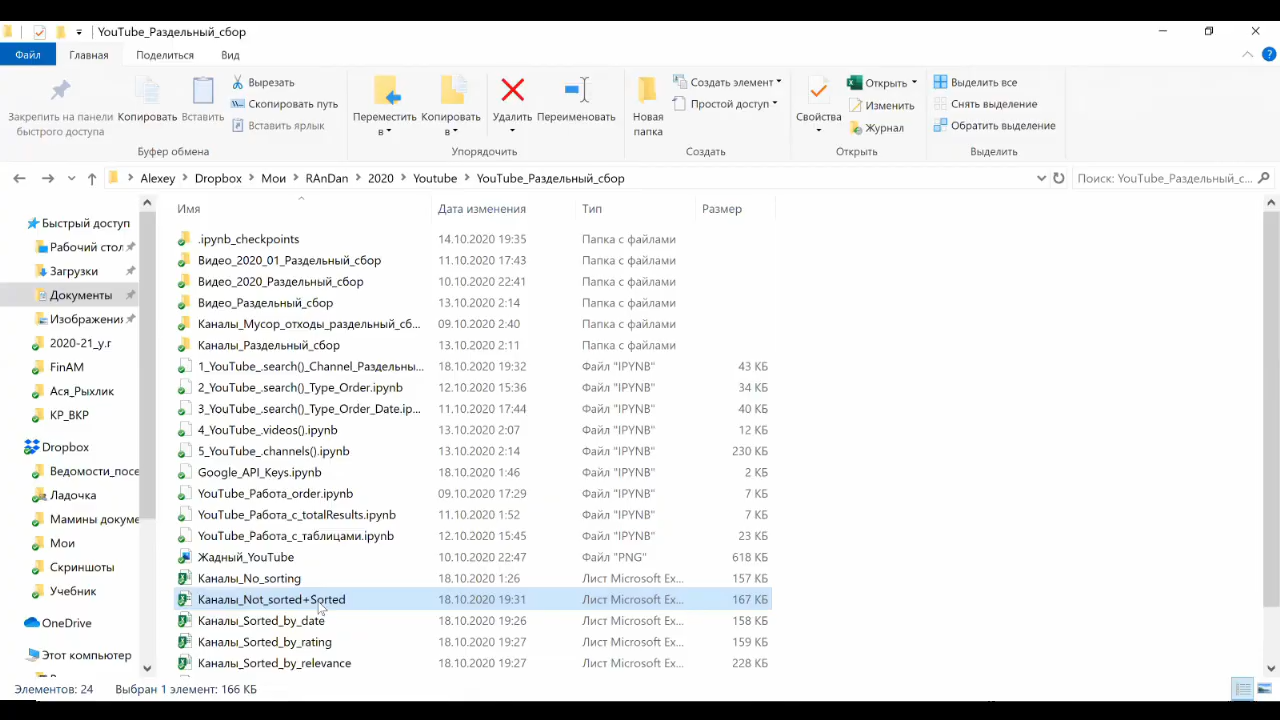 YouTube_Раздельный_сбор
Файл Главная Поделиться Вид
Закрепить на панели быстрого доступа
Копировать
Вставить
Вырезать
Скопировать путь
Вставить ярлык
Переместить в
Копировать в
Удалить
Переименовать
Новая папка
Создать элемент
Простой доступ
Свойства
Открыть
Изменить
Журнал
Выделить все
Снять выделение
Обратить выделение
Буфер обмена Упорядочить Создать Открыть Выделить
Alexey > Dropbox > Мои > RAnDan > 2020 > Youtube > YouTube_Раздельный_сбор
Поиск: YouTube_Раздельный_с...
Быстрый доступ
Рабочий стол
Загрузки
Документы
Изображения
2020-21_у.г
FinAM
Ася_Рыхлик
КР_ВКР
Dropbox
Ведомости_посе
Ладочка
Мамины докуме
Мои
Скриншоты
Учебник
OneDrive
Этот компьютер
Имя Дата изменения Тип Размер
.ipynb_checkpoints 14.10.2020 19:35 Папка с файлами
Видео_2020_01_Раздельный_сбор 11.10.2020 17:43 Папка с файлами
Видео_2020_Раздельный_сбор 10.10.2020 22:41 Папка с файлами
Видео_Раздельный_сбор 13.10.2020 2:14 Папка с файлами
Каналы_Мусор_отходы_раздельный_сб... 09.10.2020 2:40 Папка с файлами
Каналы_Раздельный_сбор 13.10.2020 2:11 Папка с файлами
1_YouTube_.search()_Channel_Раздельны... 18.10.2020 19:32 Файл "IPYNB" 43 КБ
2_YouTube_.search()_Type_Order.ipynb 12.10.2020 15:36 Файл "IPYNB" 34 КБ
3_YouTube_.search()_Type_Order_Date.ip... 11.10.2020 17:44 Файл "IPYNB" 40 КБ
4_YouTube_.videos().ipynb 13.10.2020 2:07 Файл "IPYNB" 12 КБ
5_YouTube_.channels().ipynb 13.10.2020 2:14 Файл "IPYNB" 230 КБ
Google_API_Keys.ipynb 18.10.2020 1:46 Файл "IPYNB" 2 КБ
YouTube_Работа_order.ipynb 09.10.2020 17:29 Файл "IPYNB" 7 КБ
YouTube_Работа_с_totalResults.ipynb 11.10.2020 1:52 Файл "IPYNB" 7 КБ
YouTube_Работа_с_таблицами.ipynb 12.10.2020 15:45 Файл "IPYNB" 23 КБ
Жадный_YouTube 10.10.2020 22:47 Файл "PNG" 618 КБ
Каналы_No_sorting 18.10.2020 1:26 Лист Microsoft Ex... 157 КБ
Каналы_Not_sorted+Sorted 18.10.2020 19:31 Лист Microsoft Ex... 167 КБ
Каналы_Sorted_by_date 18.10.2020 19:26 Лист Microsoft Ex... 158 КБ
Каналы_Sorted_by_rating 18.10.2020 19:27 Лист Microsoft Ex... 159 КБ
Каналы_Sorted_by_relevance 18.10.2020 19:27 Лист Microsoft Ex... 228 КБ
Элементов: 24 Выбран 1 элемент: 166 КБ